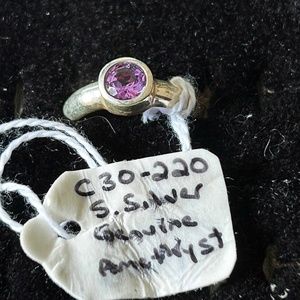 C30-220
S. Silver
Genuine
Amethyst